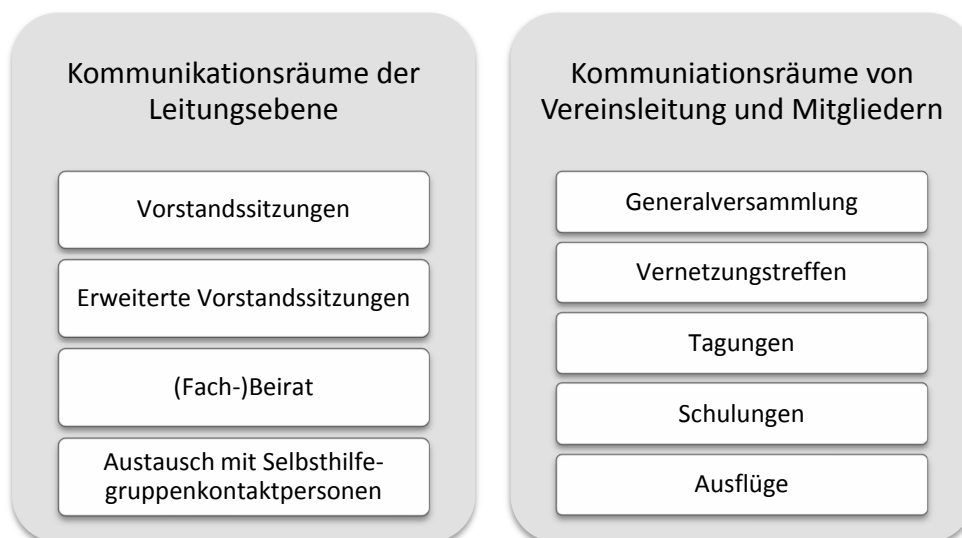 Kommunikationsräume der
Leitungsebene
Vorstandssitzungen
Erweiterte Vorstandssitzungen
(Fach-)Beirat
Austausch mit Selbsthilfe-
gruppenkontaktpersonen
Kommuniationsräume von
Vereinsleitung und Mitgliedern
Generalversammlung
Vernetzungstreffen
Tagungen
Schulungen
Ausflüge